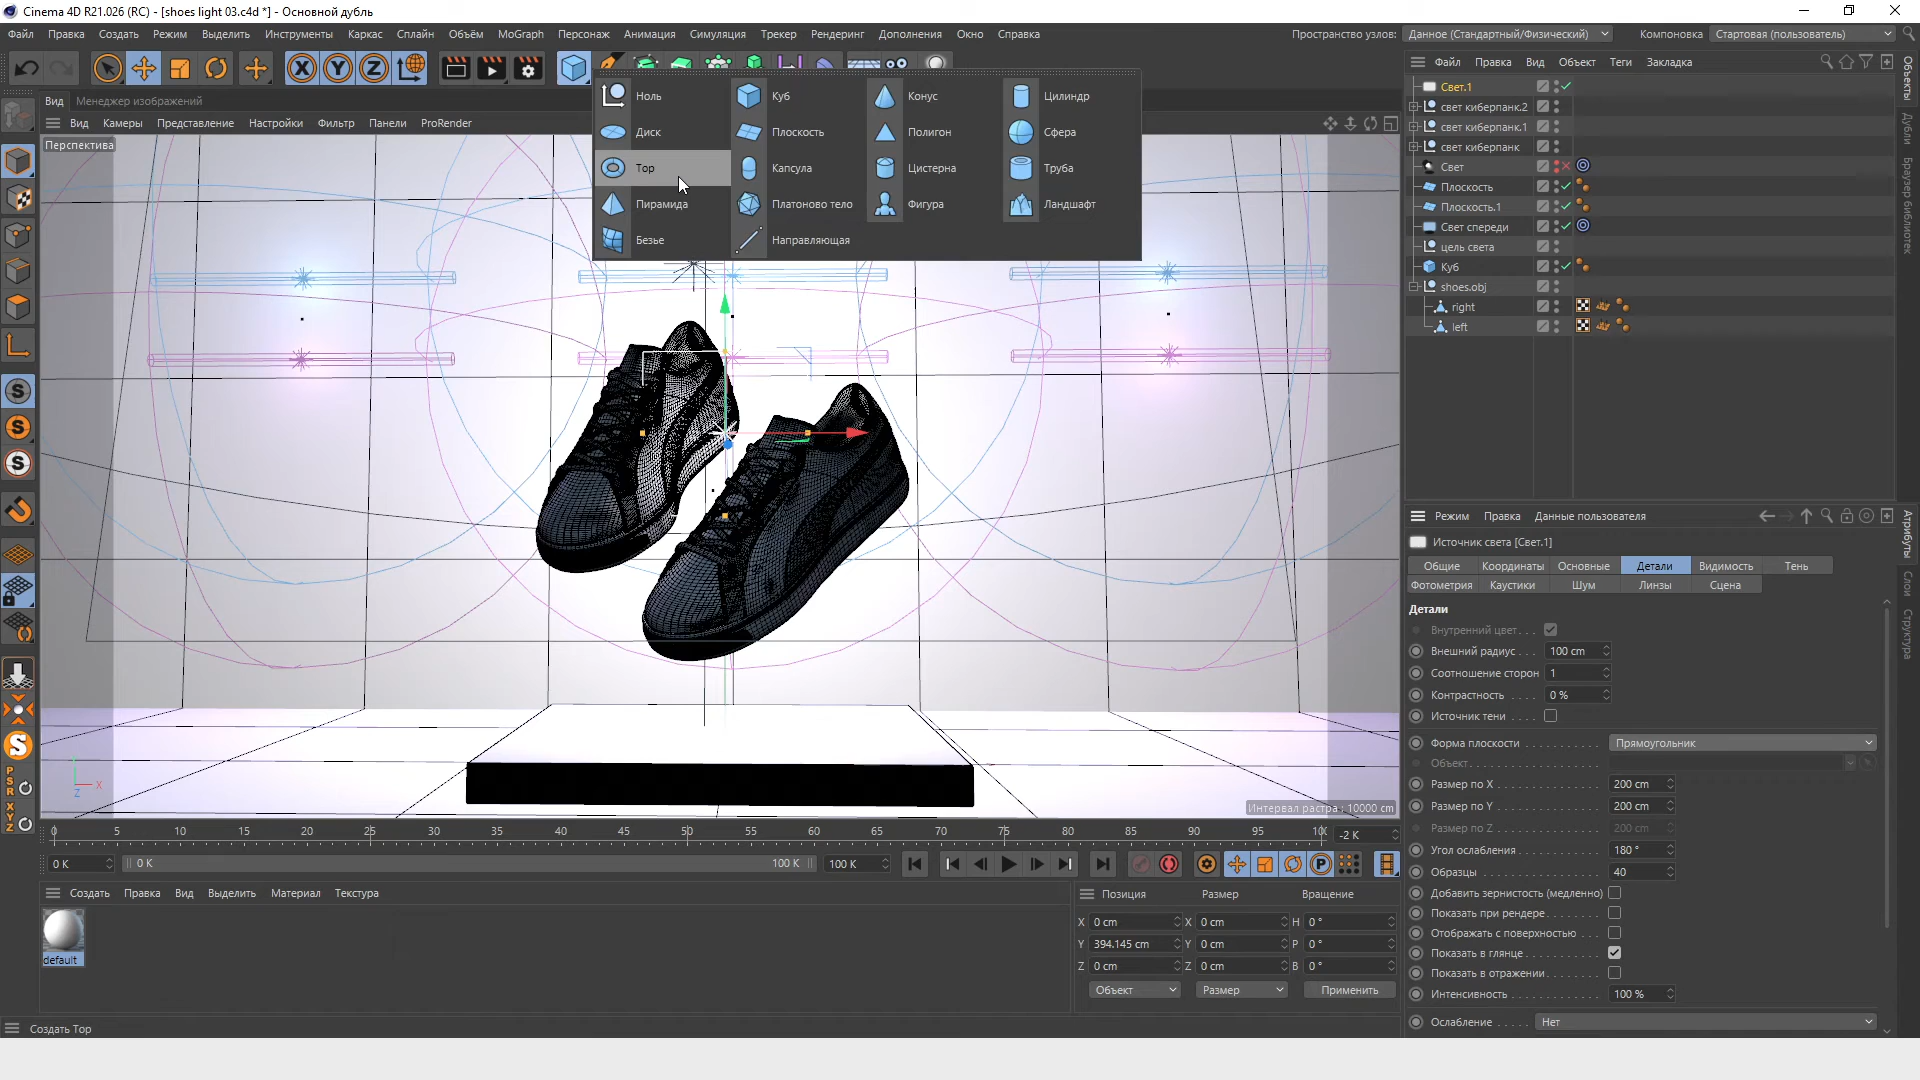 Cinema 4D R21.026 (RC) - [shoes light 03.c4d *] - Основной дубль
Файл Правка Создать Режим Выделить Инструменты Каркас Сплайн Объём MoGraph Персонаж Анимация Симуляция Трекер Рендеринг Дополнения Окно Справка
Пространство узлов: Данное (Стандартный/Физический) Компоновка Стартовая (пользователь)
Вид Менеджер изображений
Вид Камеры Представление Настройки Фильтр Панели ProRender
Перспектива
Ноль Куб Конус Цилиндр
Диск Плоскость Полигон Сфера
Тор Капсула Цистерна Труба
Пирамида Платоново тело Фигура Ландшафт
Безье Направляющая
Файл Правка Вид Объект Теги Закладка
Свет.1
свет киберпанк.2
свет киберпанк.1
свет киберпанк
Свет
Плоскость
Плоскость.1
Свет спереди
цель света
Куб
shoes.obj
right
left
Объекты
Дубли
Браузер библиотек
Режим Правка Данные пользователя
Источник света [Свет.1]
Общие Координаты Основные Детали Видимость Тень
Фотометрия Каустики Шум Линзы Сцена
Детали
Внутренний цвет. . .
Внешний радиус . . . 100 cm
Соотношение сторон 1
Контрастность . . . . 0 %
Источник тени . . . .
Форма плоскости . . . . . . . . . . . Прямоугольник
Объект. . . . . . . . . . . . . . . . . .
Размер по X . . . . . . . . . . . . . 200 cm
Размер по Y . . . . . . . . . . . . . 200 cm
Размер по Z . . . . . . . . . . . . . 200 cm
Угол ослабления . . . . . . . . . . . 180 °
Образцы . . . . . . . . . . . . . . . . 40
Добавить зернистость (медленно)
Показать при рендере. . . . . . . .
Отображать с поверхностью . . .
Показать в глянце . . . . . . . . . .
Показать в отражении. . . . . . . .
Интенсивность . . . . . . . . . . . . 100 %
Ослабление . . . . . Нет
Атрибуты
Слои
Структура
Интервал растра : 10000 cm
X
Y
Z
PSR
XYZ
0 5 10 15 20 25 30 35 40 45 50 55 60 65 70 75 80 85 90 95 100 -2 K
0 K 0 K 100 K 100 K
Создать Правка Вид Выделить Материал Текстура
default
Позиция Размер Вращение
X 0 cm X 0 cm H 0 °
Y 394.145 cm Y 0 cm P 0 °
Z 0 cm Z 0 cm B 0 °
Объект Размер Применить
Создать Тор